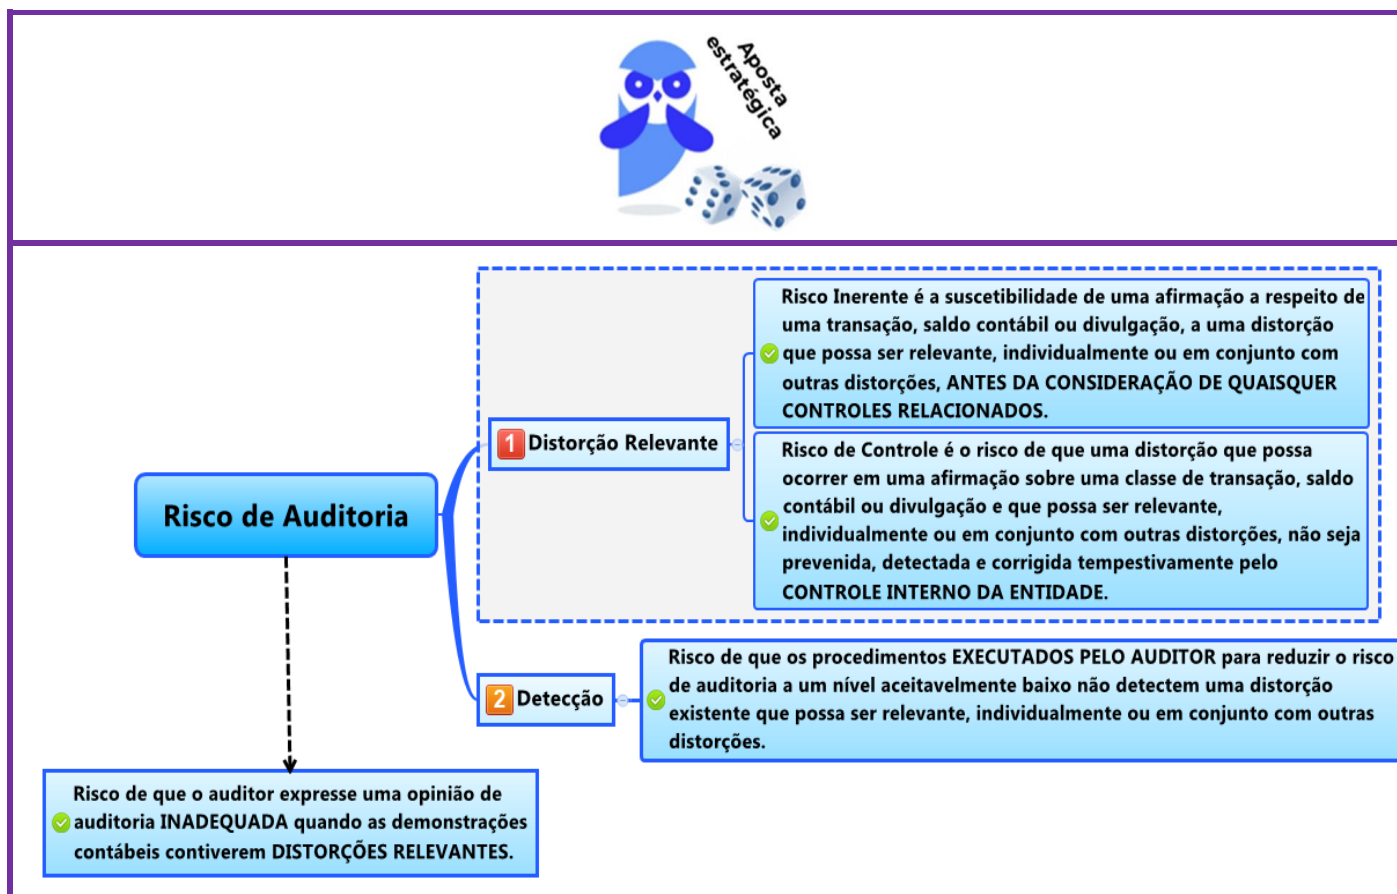 Aposta
estratégica
Risco Inerente é a suscetibilidade de uma afirmação a respeito de
uma transação, saldo contábil ou divulgação, a uma distorção
que possa ser relevante, individualmente ou em conjunto com
outras distorções, ANTES DA CONSIDERAÇÃO DE QUAISQUER
CONTROLES RELACIONADOS.
1 Distorção Relevante
Risco de Controle é o risco de que uma distorção que possa
ocorrer em uma afirmação sobre uma classe de transação, saldo
contábil ou divulgação e que possa ser relevante,
individualmente ou em conjunto com outras distorções, não seja
prevenida, detectada e corrigida tempestivamente pelo
CONTROLE INTERNO DA ENTIDADE.
Risco de Auditoria
Risco de que os procedimentos EXECUTADOS PELO AUDITOR para reduzir o risco
de auditoria a um nível aceitavelmente baixo não detectem uma distorção
existente que possa ser relevante, individualmente ou em conjunto com outras
distorções.
2 Detecção
Risco de que o auditor expresse uma opinião de
auditoria INADEQUADA quando as demonstrações
contábeis contiverem DISTORÇÕES RELEVANTES.